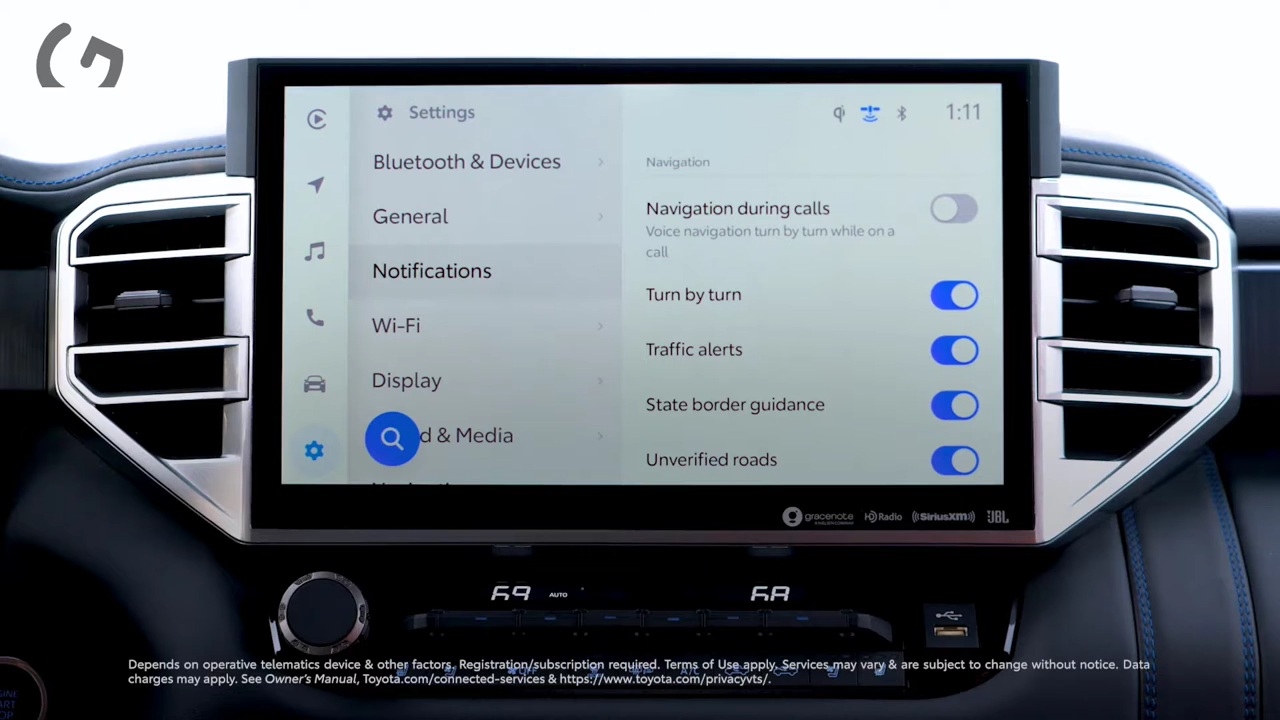 Settings
1:11
Bluetooth & Devices
General
Notifications
Wi-Fi
Display
d & Media
Navigation
Navigation during calls
Voice navigation turn by turn while on a
call
Turn by turn
Traffic alerts
State border guidance
Unverified roads
gracenote
HD Radio
((SiriusXM))
JBL
69 AUTO
68
Depends on operative telematics device & other factors. Registration/subscription required. Terms of Use apply. Services may vary & are subject to change without notice. Data
charges may apply. See Owner's Manual, Toyota.com/connected-services & https://www.toyota.com/privacyvts/.